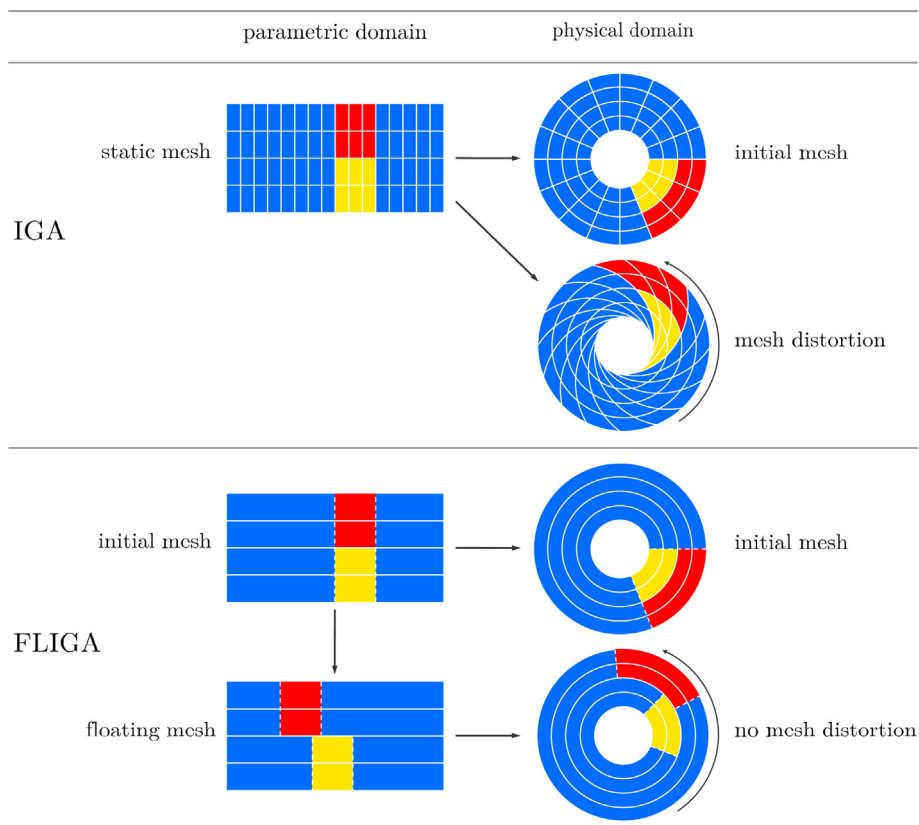 parametric domain physical domain
static mesh initial mesh
IGA
mesh distortion
initial mesh initial mesh
FLIGA
floating mesh no mesh distortion